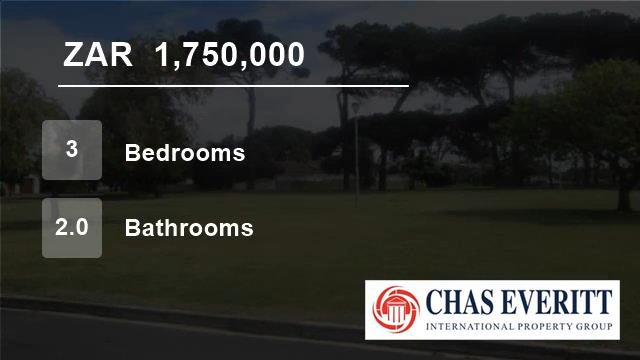 ZAR 1,750,000
3 Bedrooms
2.0 Bathrooms
CHAS EVERITT
INTERNATIONAL PROPERTY GROUP